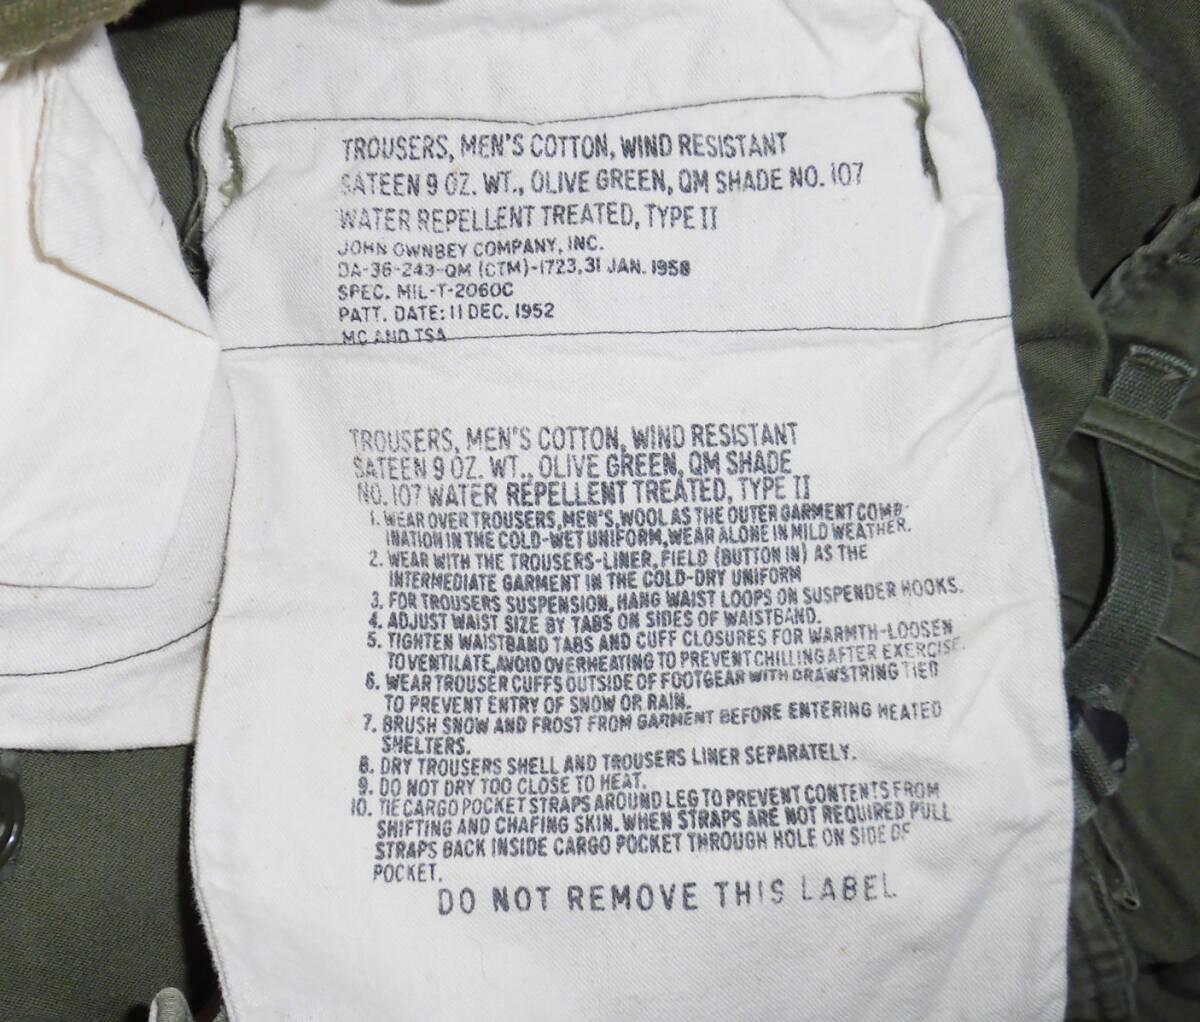 TROUSERS, MEN'S COTTON, WIND RESISTANT
SATEEN 9 OZ. WT., OLIVE GREEN, QM SHADE NO. 107
WATER REPELLENT TREATED, TYPE II
JOHN OWNBEY COMPANY, INC.
DA-36-243-QM (CTM)-1723, 31 JAN. 1958
SPEC. MIL-T-2060C
PATT. DATE: 11 DEC. 1952
MC AND TSA
TROUSERS, MEN'S COTTON, WIND RESISTANT
SATEEN 9 OZ. WT., OLIVE GREEN, QM SHADE
NO. 107 WATER REPELLENT TREATED, TYPE II
1. WEAR OVER TROUSERS, MEN'S, WOOL AS THE OUTER GARMENT COMB-
INATION IN THE COLD-WET UNIFORM, WEAR ALONE IN MILD WEATHER.
2. WEAR WITH THE TROUSERS-LINER, FIELD (BUTTON IN) AS THE
INTERMEDIATE GARMENT IN THE COLD-DRY UNIFORM
3. FOR TROUSERS SUSPENSION, HANG WAIST LOOPS ON SUSPENDER HOOKS.
4. ADJUST WAIST SIZE BY TABS ON SIDES OF WAISTBAND.
5. TIGHTEN WAISTBAND TABS AND CUFF CLOSURES FOR WARMTH-LOOSEN
TO VENTILATE, AVOID OVERHEATING TO PREVENT CHILLING AFTER EXERCISE.
6. WEAR TROUSER CUFFS OUTSIDE OF FOOTGEAR WITH DRAWSTRING TIED
TO PREVENT ENTRY OF SNOW OR RAIN.
7. BRUSH SNOW AND FROST FROM GARMENT BEFORE ENTERING HEATED
SHELTERS.
8. DRY TROUSERS SHELL AND TROUSERS LINER SEPARATELY.
9. DO NOT DRY TOO CLOSE TO HEAT.
10. TIE CARGO POCKET STRAPS AROUND LEG TO PREVENT CONTENTS FROM
SHIFTING AND CHAFING SKIN. WHEN STRAPS ARE NOT REQUIRED PULL
STRAPS BACK INSIDE CARGO POCKET THROUGH HOLE ON SIDE OF
POCKET.
DO NOT REMOVE THIS LABEL